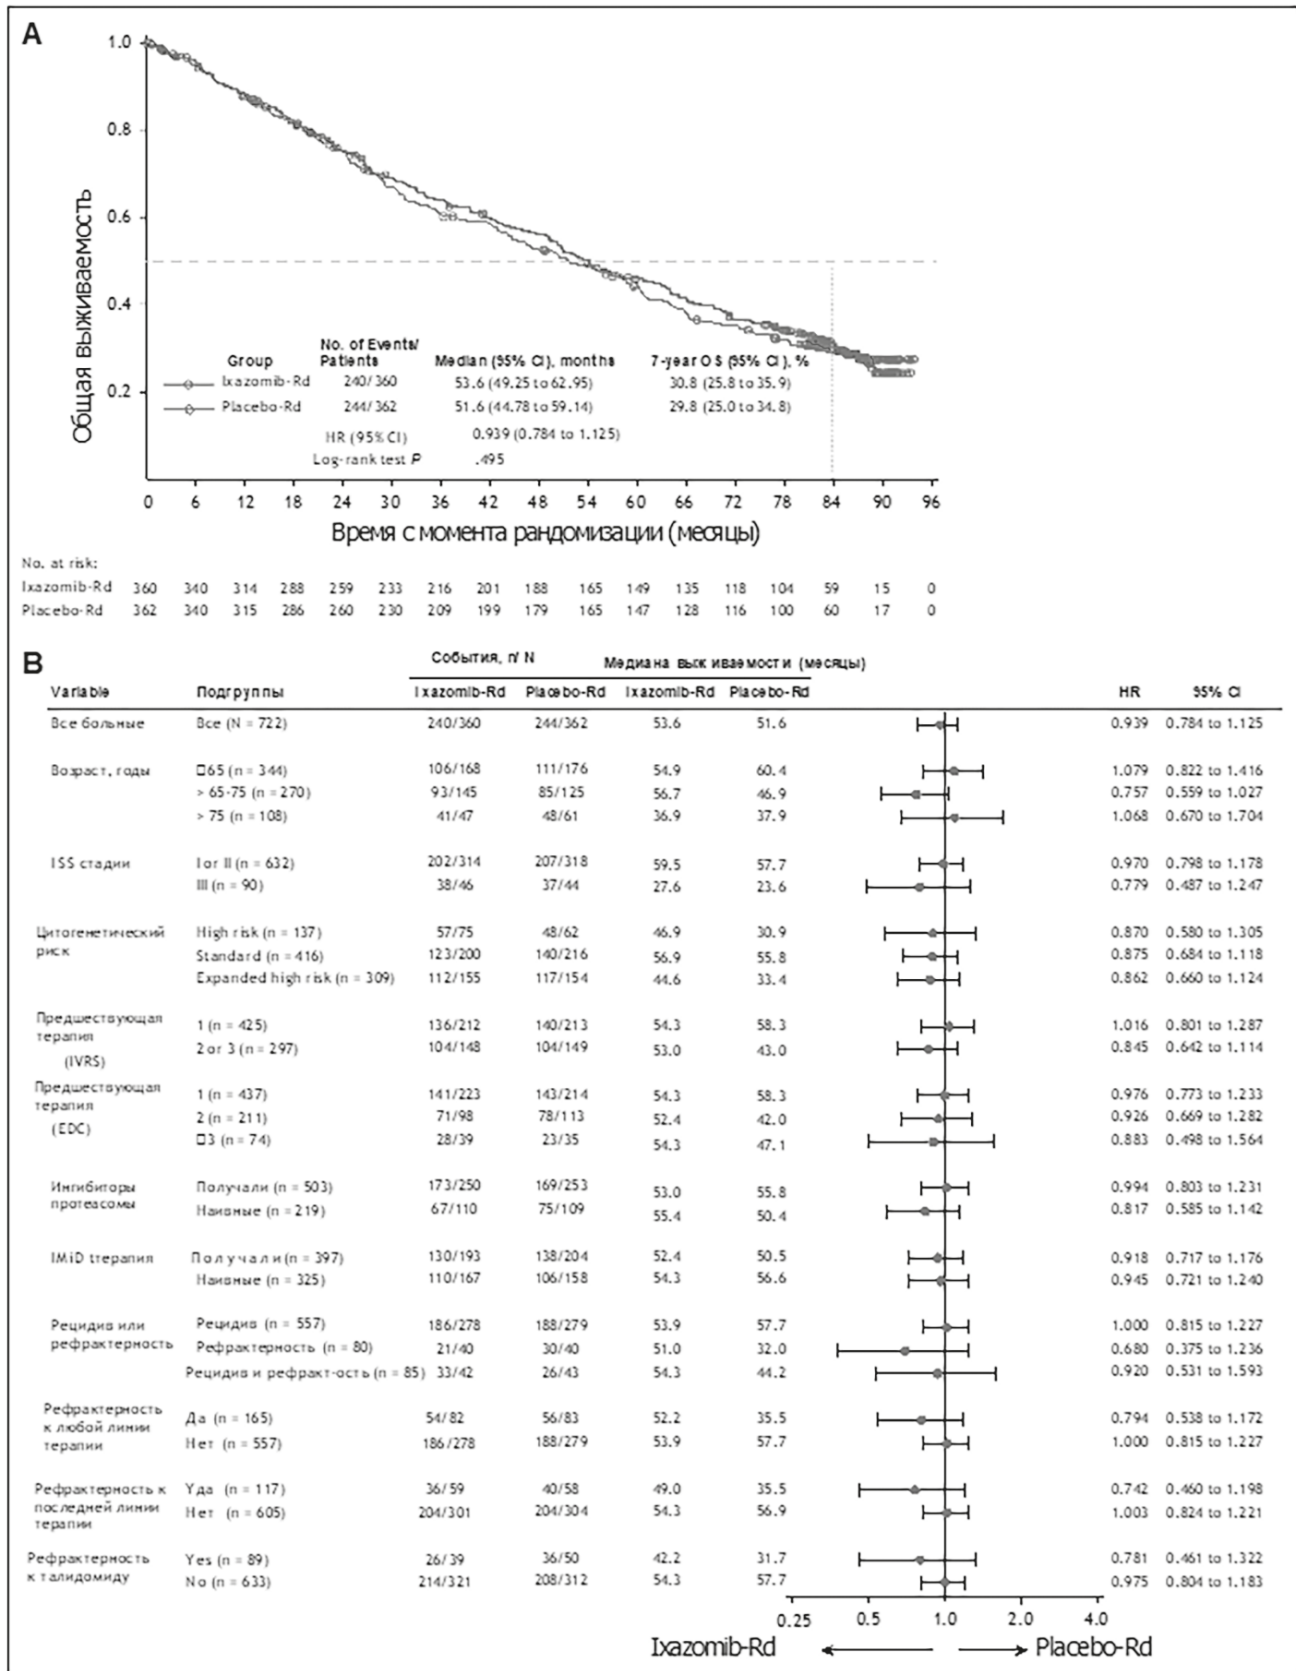 A
1.0
0.8
0.6
0.4
0.2
Общая выживаемость
Group No. of Events/ Patients Median (95% CI), months 7-year OS (95% CI), %
Ixazomib-Rd 240/360 53.6 (49.25 to 62.95) 30.8 (25.8 to 35.9)
Placebo-Rd 244/362 51.6 (44.78 to 59.14) 29.8 (25.0 to 34.8)
HR (95% CI) 0.939 (0.784 to 1.125)
Log-rank test P .495
0 6 12 18 24 30 36 42 48 54 60 66 72 78 84 90 96
Время с момента рандомизации (месяцы)
No. at risk:
Ixazomib-Rd 360 340 314 288 259 233 216 201 188 165 149 135 118 104 59 15 0
Placebo-Rd 362 340 315 286 260 230 209 199 179 165 147 128 116 100 60 17 0
B
События, n/ N Медиана выживаемости (месяцы)
Variable Подгруппы Ixazomib-Rd Placebo-Rd Ixazomib-Rd Placebo-Rd HR 95% CI
Все больные Все (N = 722) 240/360 244/362 53.6 51.6 0.939 0.784 to 1.125
Возраст, годы □65 (n = 344) 106/168 111/176 54.9 60.4 1.079 0.822 to 1.416
> 65-75 (n = 270) 93/145 85/125 56.7 46.9 0.757 0.559 to 1.027
> 75 (n = 108) 41/47 48/61 36.9 37.9 1.068 0.670 to 1.704
ISS стадии I or II (n = 632) 202/314 207/318 59.5 57.7 0.970 0.798 to 1.178
III (n = 90) 38/46 37/44 27.6 23.6 0.779 0.487 to 1.247
Цитогенетический High risk (n = 137) 57/75 48/62 46.9 30.9 0.870 0.580 to 1.305
риск Standard (n = 416) 123/200 140/216 56.9 55.8 0.875 0.684 to 1.118
Expanded high risk (n = 309) 112/155 117/154 44.6 33.4 0.862 0.660 to 1.124
Предшествующая
терапия 1 (n = 425) 136/212 140/213 54.3 58.3 1.016 0.801 to 1.287
(IVRS) 2 or 3 (n = 297) 104/148 104/149 53.0 43.0 0.845 0.642 to 1.114
Предшествующая 1 (n = 437) 141/223 143/214 54.3 58.3 0.976 0.773 to 1.233
терапия 2 (n = 211) 71/98 78/113 52.4 42.0 0.926 0.669 to 1.282
(EDC) □3 (n = 74) 28/39 23/35 54.3 47.1 0.883 0.498 to 1.564
Ингибиторы Получали (n = 503) 173/250 169/253 53.0 55.8 0.994 0.803 to 1.231
протеасомы Наивные (n = 219) 67/110 75/109 55.4 50.4 0.817 0.585 to 1.142
IMiD ттерапия Получали (n = 397) 130/193 138/204 52.4 50.5 0.918 0.717 to 1.176
Наивные (n = 325) 110/167 106/158 54.3 56.6 0.945 0.721 to 1.240
Рецидив или Рецидив (n = 557) 186/278 188/279 53.9 57.7 1.000 0.815 to 1.227
рефрактерность Рефрактерность (n = 80) 21/40 30/40 51.0 32.0 0.680 0.375 to 1.236
Рецидив и рефракт-ость (n = 85) 33/42 26/43 54.3 44.2 0.920 0.531 to 1.593
Рефрактерность Да (n = 165) 54/82 56/83 52.2 35.5 0.794 0.538 to 1.172
к любой линии
терапии Нет (n = 557) 186/278 188/279 53.9 57.7 1.000 0.815 to 1.227
Рефрактерность к Yда (n = 117) 36/59 40/58 49.0 35.5 0.742 0.460 to 1.198
последней линии Нет (n = 605) 204/301 204/304 54.3 56.9 1.003 0.824 to 1.221
терапии
Рефрактерность Yes (n = 89) 26/39 36/50 42.2 31.7 0.781 0.461 to 1.322
к талидомиду No (n = 633) 214/321 208/312 54.3 57.7 0.975 0.804 to 1.183
0.25 0.5 1.0 2.0 4.0
Ixazomib-Rd Placebo-Rd